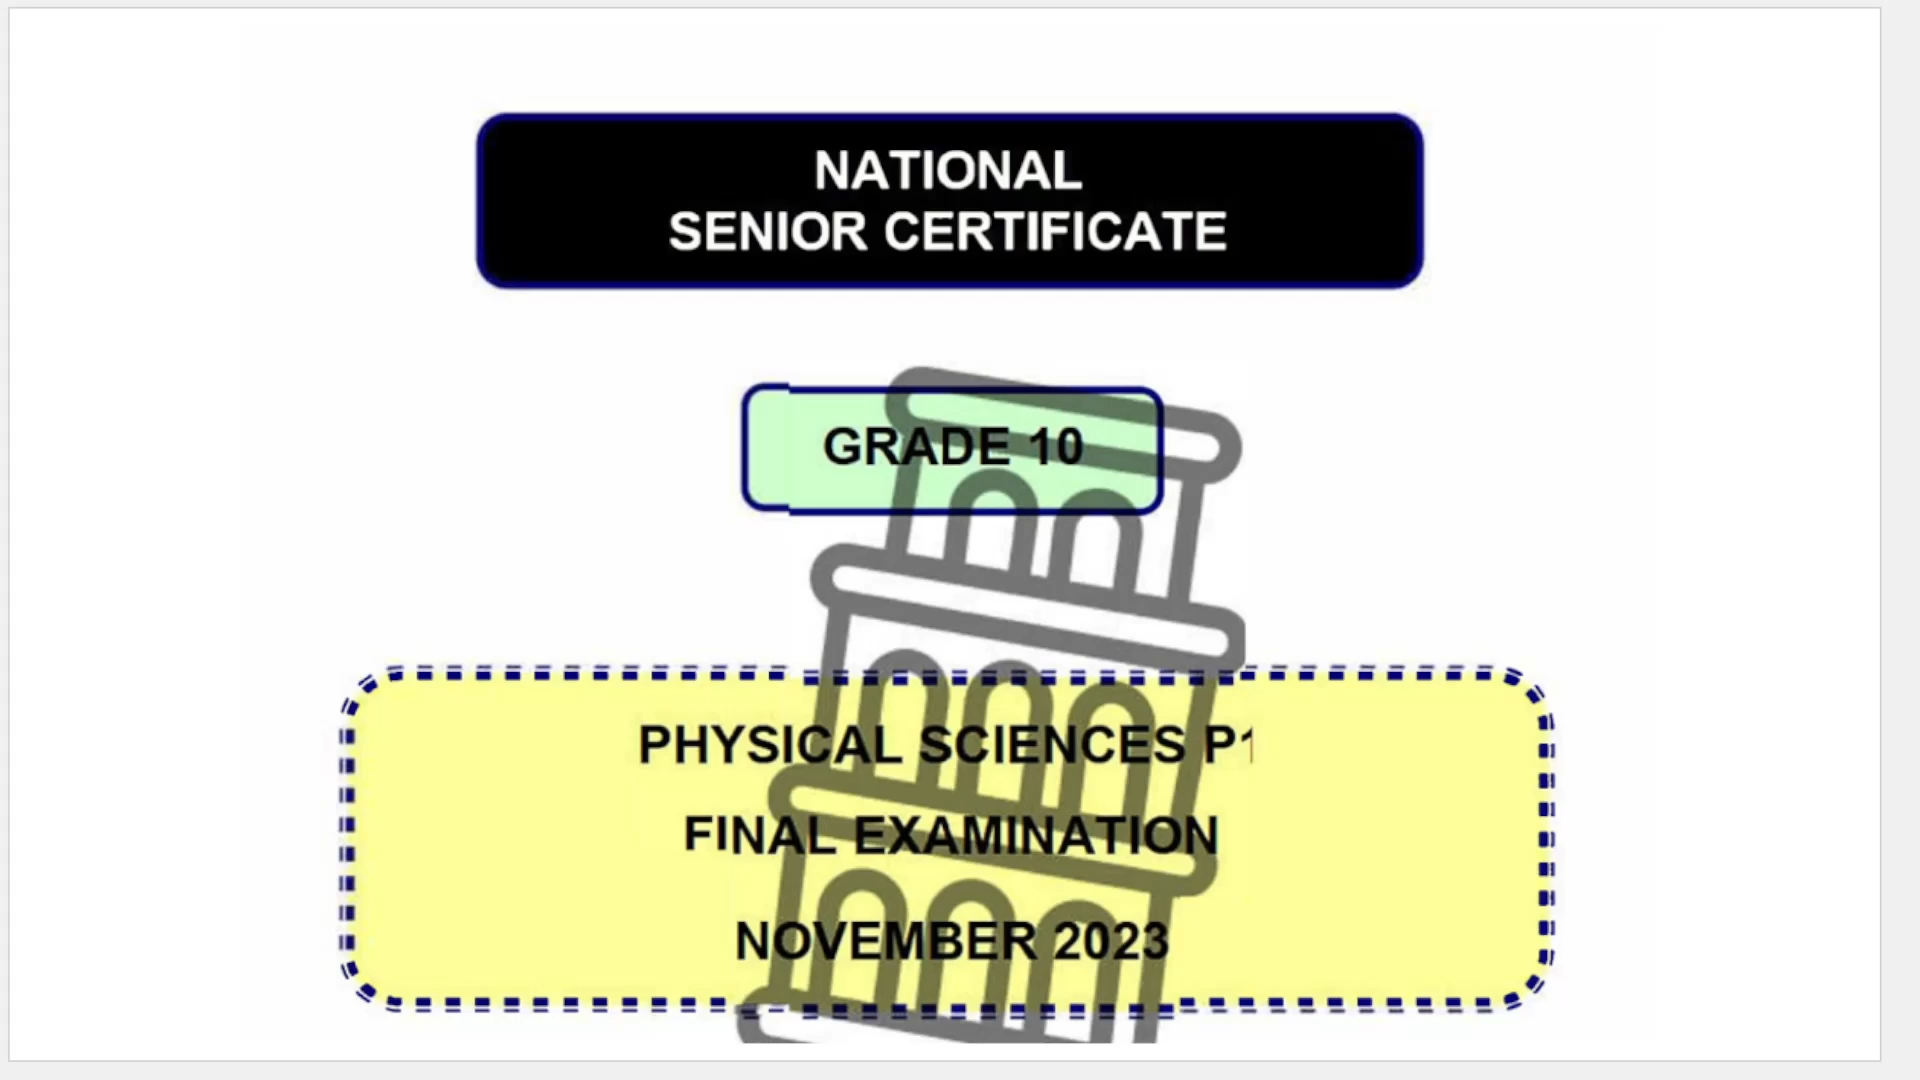 NATIONAL
SENIOR CERTIFICATE
GRADE 10
PHYSICAL SCIENCES P1
FINAL EXAMINATION
NOVEMBER 2023